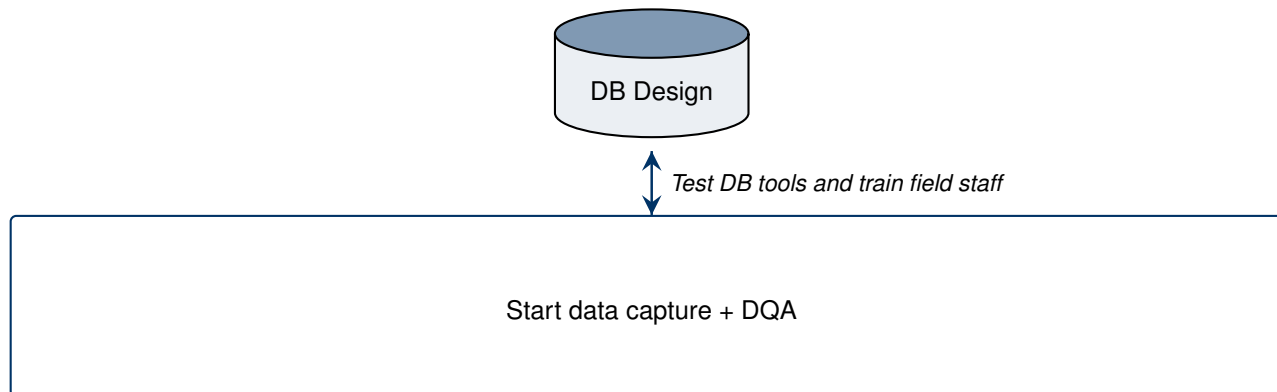 DB Design
Test DB tools and train field staff
Start data capture + DQA